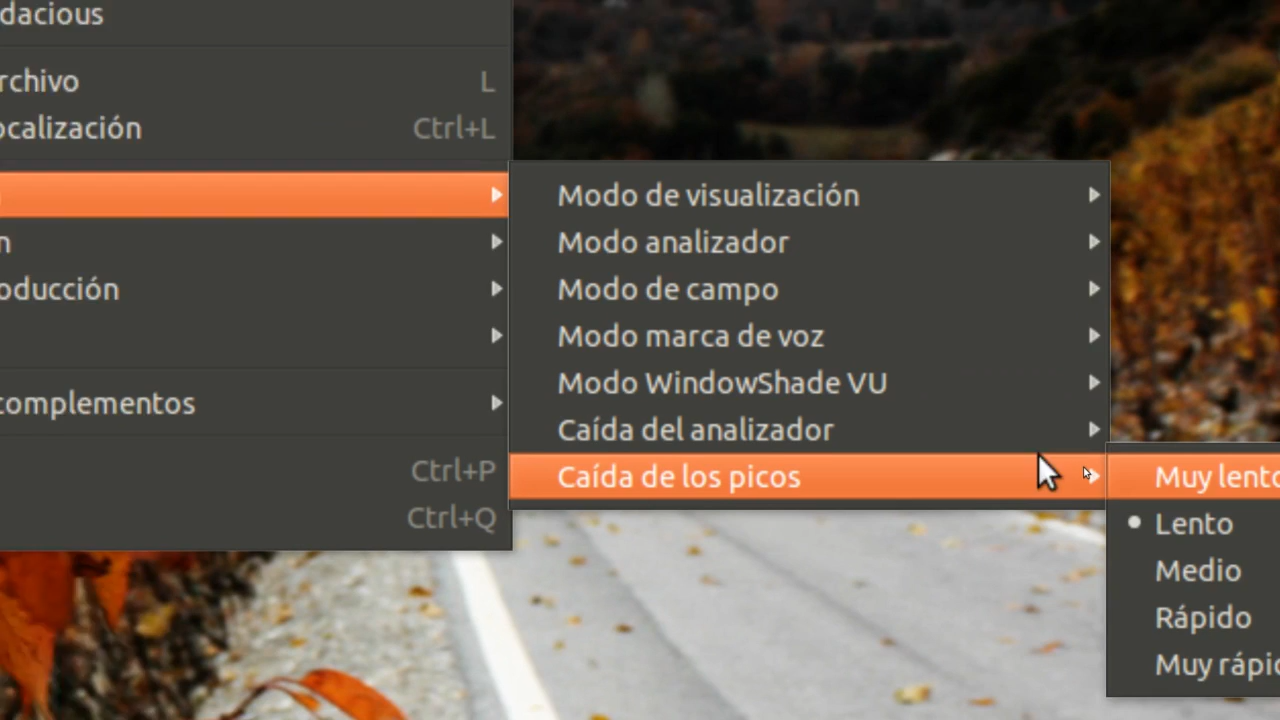 dacious
rchivo L
ocalización Ctrl+L
n
oducción
complementos
Ctrl+P
Ctrl+Q
Modo de visualización
Modo analizador
Modo de campo
Modo marca de voz
Modo WindowShade VU
Caída del analizador
Caída de los picos
Muy lento
Lento
Medio
Rápido
Muy rápid